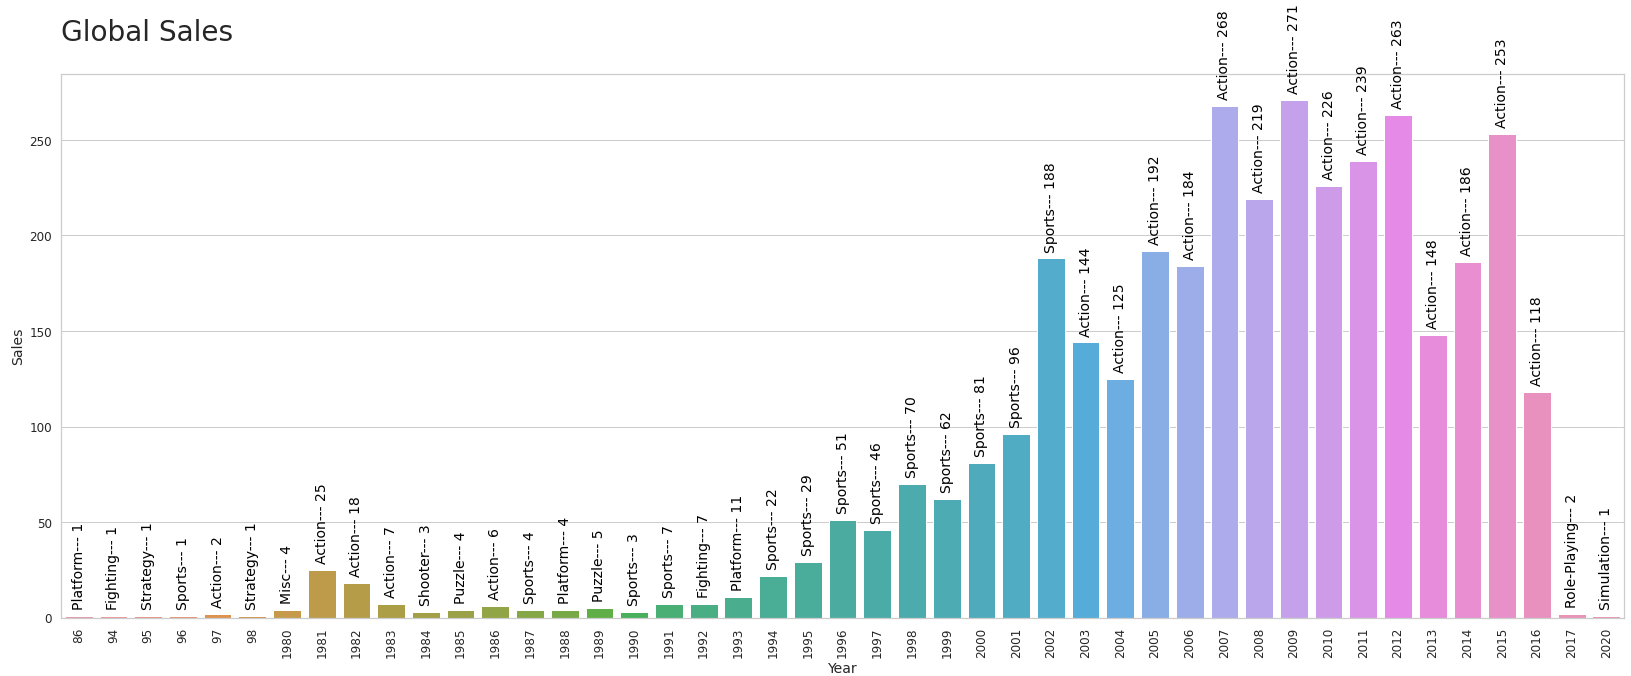 Global Sales
Sales
250
200
150
100
50
0
Platform--- 1
Fighting--- 1
Strategy--- 1
Sports--- 1
Action--- 2
Strategy--- 1
Misc--- 4
Action--- 25
Action--- 18
Action--- 7
Shooter--- 3
Puzzle--- 4
Action--- 6
Sports--- 4
Platform--- 4
Puzzle--- 5
Sports--- 3
Sports--- 7
Fighting--- 7
Platform--- 11
Sports--- 22
Sports--- 29
Sports--- 51
Sports--- 46
Sports--- 70
Sports--- 62
Sports--- 81
Sports--- 96
Sports--- 188
Action--- 144
Action--- 125
Action--- 192
Action--- 184
Action--- 268
Action--- 219
Action--- 271
Action--- 226
Action--- 239
Action--- 263
Action--- 148
Action--- 186
Action--- 253
Action--- 118
Role-Playing--- 2
Simulation--- 1
86
94
95
96
97
98
1980
1981
1982
1983
1984
1985
1986
1987
1988
1989
1990
1991
1992
1993
1994
1995
1996
1997
1998
1999
2000
2001
2002
2003
2004
2005
2006
2007
2008
2009
2010
2011
2012
2013
2014
2015
2016
2017
2020
Year